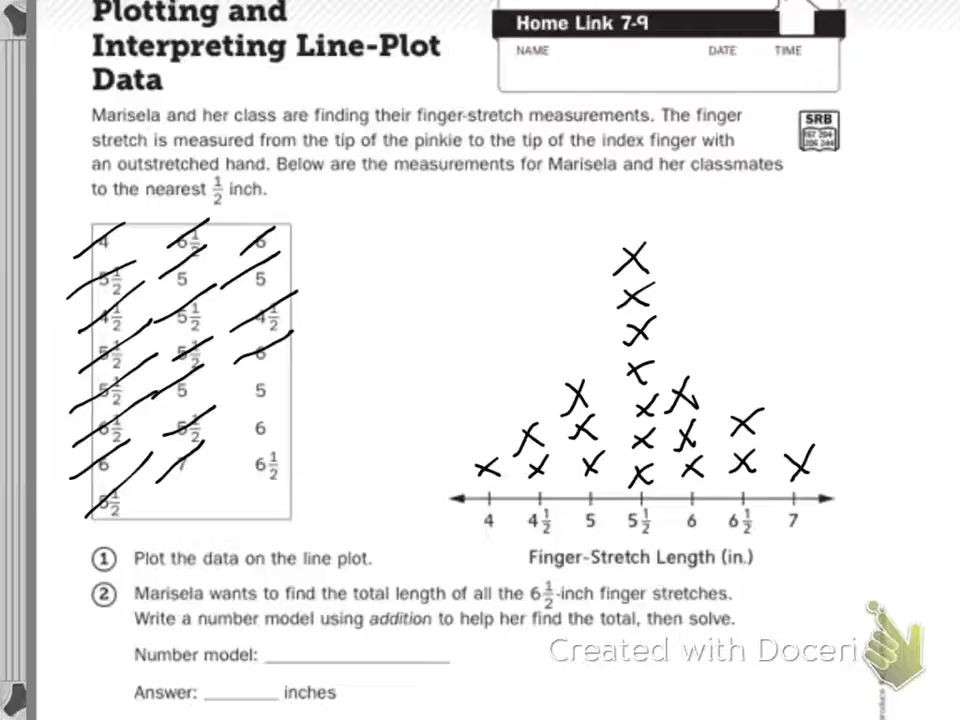 Plotting and
Interpreting Line-Plot
Data
Home Link 7-9
NAME DATE TIME
Marisela and her class are finding their finger-stretch measurements. The finger
stretch is measured from the tip of the pinkie to the tip of the index finger with
an outstretched hand. Below are the measurements for Marisela and her classmates
to the nearest 1/2 inch.
SRB
4 6 1/2 6
5 1/2 5 5
4 1/2 5 1/2 4 1/2
5 1/2 5 1/2 6
5 1/2 5 5
6 1/2 5 1/2 6
6 7 6 1/2
5 1/2
X
X
X
X
X X X
X X X X X
X X X X X X X
4 4 1/2 5 5 1/2 6 6 1/2 7
Finger-Stretch Length (in.)
1 Plot the data on the line plot.
2 Marisela wants to find the total length of all the 6 1/2-inch finger stretches.
Write a number model using addition to help her find the total, then solve.
Number model: ____________________
Answer: ________ inches
Created with Doceri